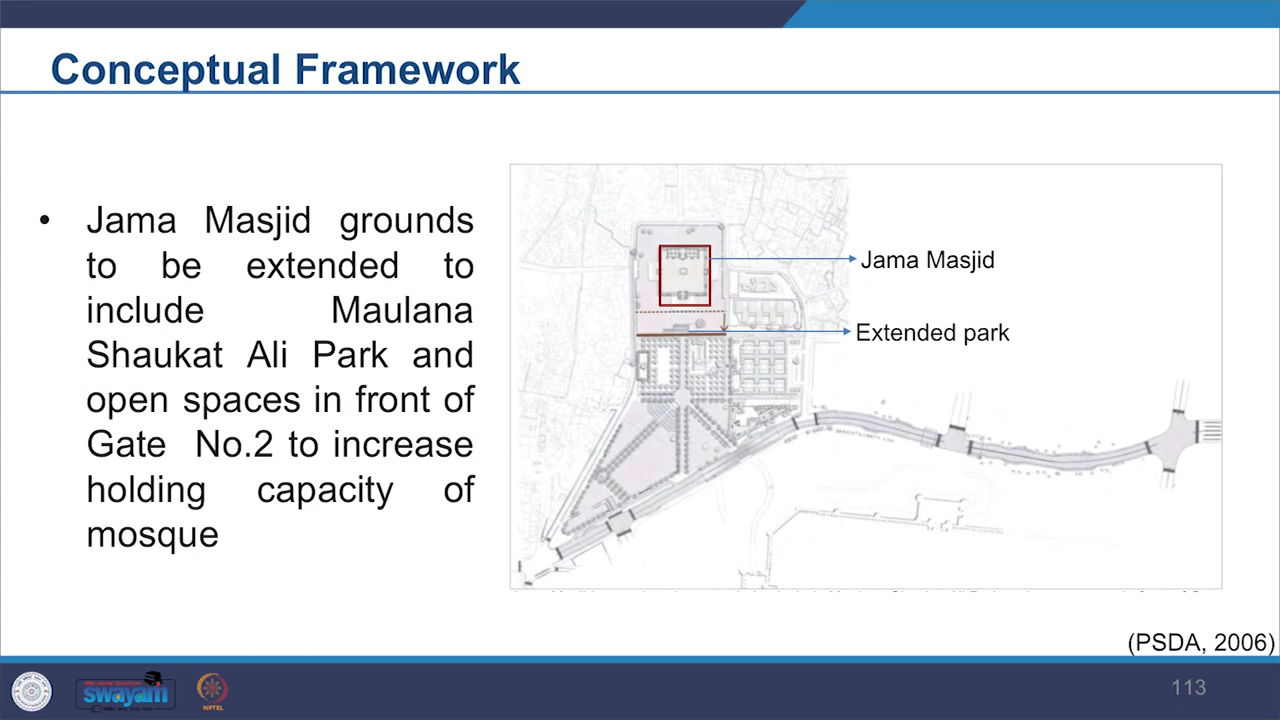 Conceptual Framework
• Jama Masjid grounds
to be extended to
include Maulana
Shaukat Ali Park and
open spaces in front of
Gate No.2 to increase
holding capacity of
mosque
Jama Masjid
Extended park
(PSDA, 2006)
swayam
NPTEL
113